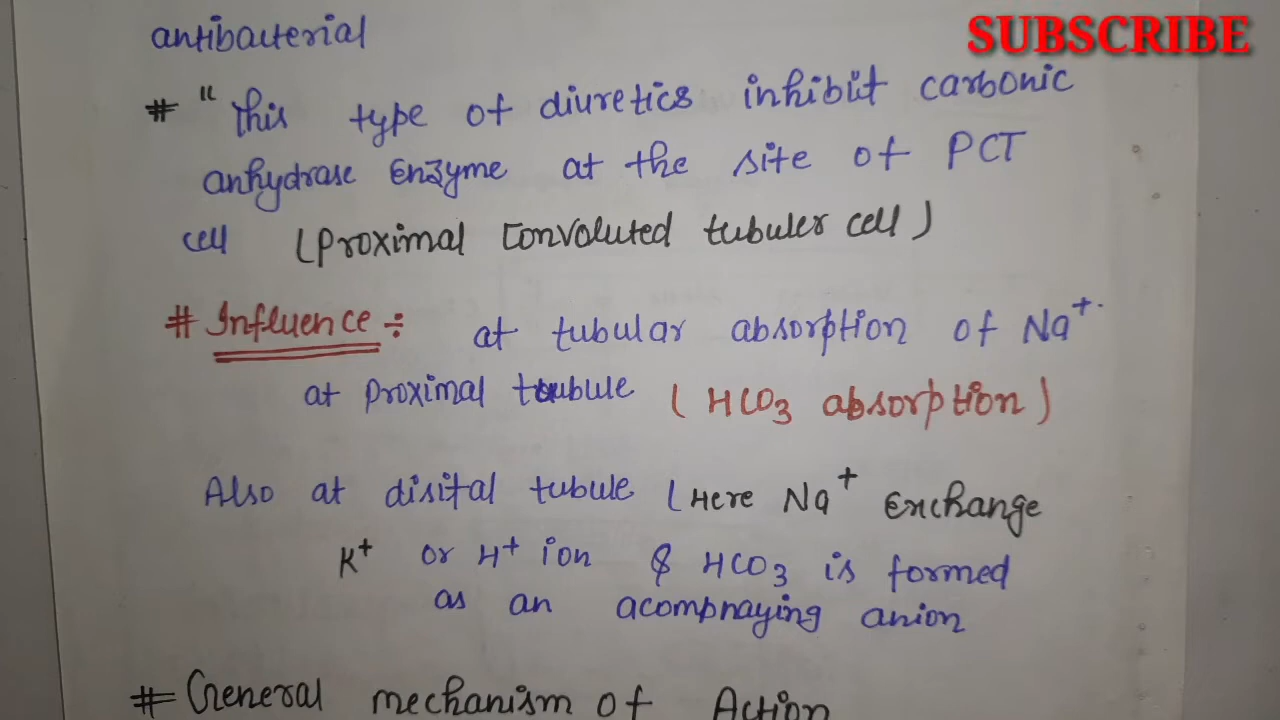 antibacterial
SUBSCRIBE
# " This type of diuretics inhibit carbonic
anhydrase Enzyme at the site of PCT
cell (Proximal Convoluted tubuler cell)
# Influence ÷ at tubular absorption of Na⁺
at proximal tubule ( HCO3 absorption )
Also at disital tubule ( Here Na⁺ Exchange
K⁺ or H⁺ ion & HCO3 is formed
as an acompnaying anion
# General mechanism of Action